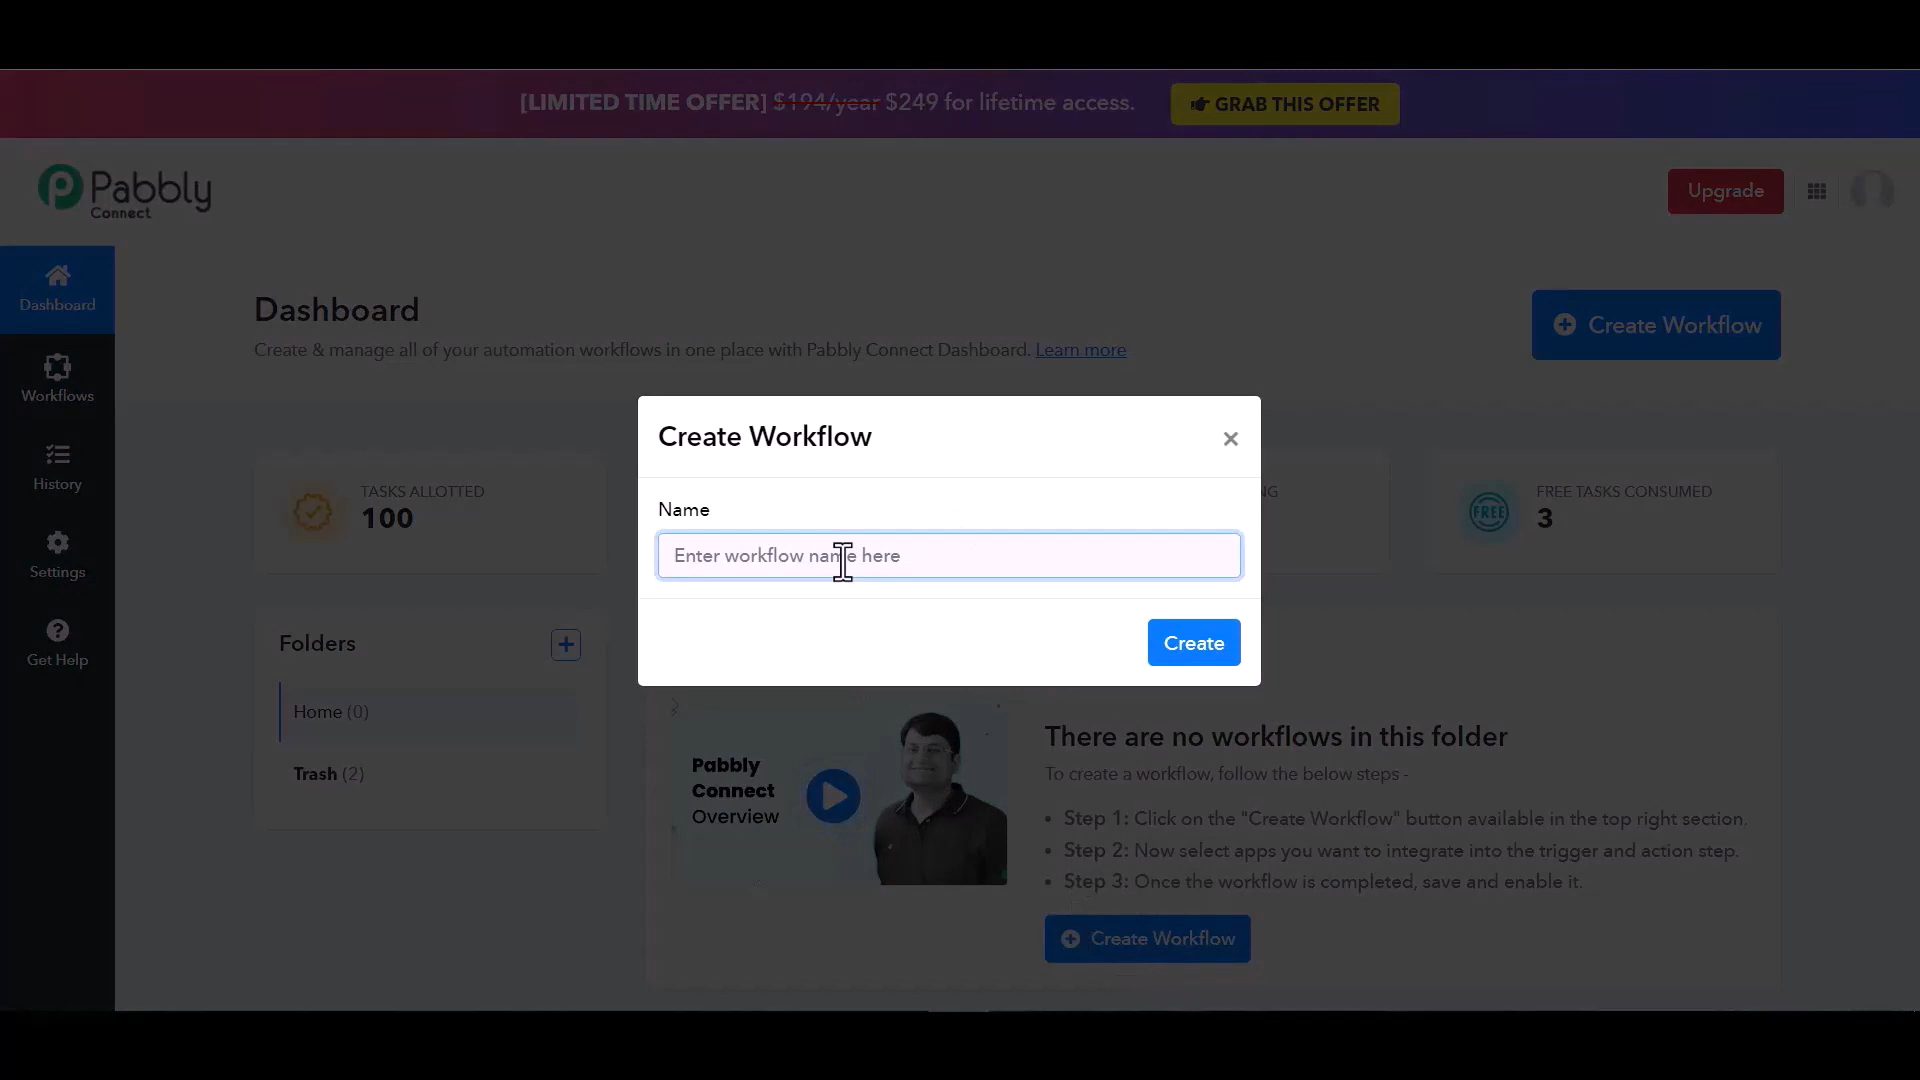 [LIMITED TIME OFFER] $194/year $249 for lifetime access.
GRAB THIS OFFER
Pabbly
Connect
Upgrade
Dashboard
Workflows
History
Settings
Get Help
Dashboard
Create & manage all of your automation workflows in one place with Pabbly Connect Dashboard. Learn more
Create Workflow
TASKS ALLOTTED
100
FREE
FREE TASKS CONSUMED
3
Create Workflow
×
Name
Enter workflow name here
Create
Folders
Home (0)
Trash (2)
Pabbly
Connect
Overview
There are no workflows in this folder
To create a workflow, follow the below steps -
• Step 1: Click on the "Create Workflow" button available in the top right section.
• Step 2: Now select apps you want to integrate into the trigger and action step.
• Step 3: Once the workflow is completed, save and enable it.
Create Workflow